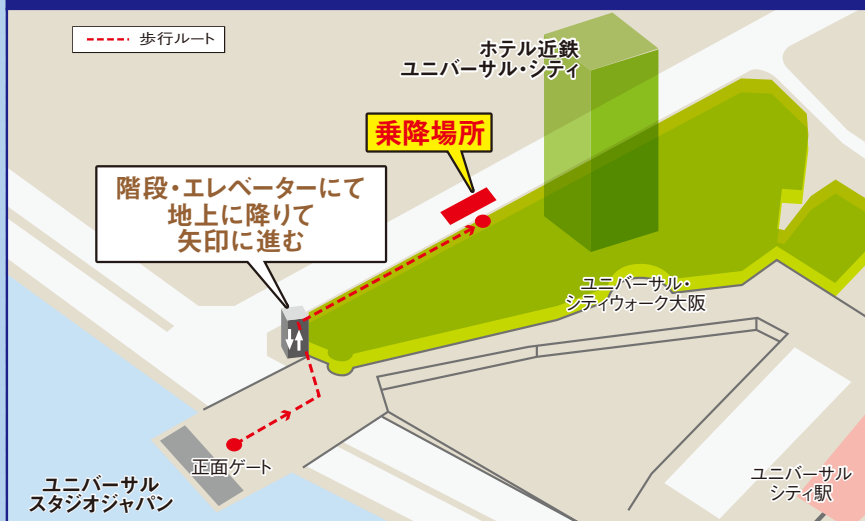 歩行ルート
ホテル近鉄
ユニバーサル・シティ
乗降場所
階段・エレベーターにて
地上に降りて
矢印に進む
ユニバーサル・
シティウォーク大阪
正面ゲート
ユニバーサル
スタジオジャパン
ユニバーサル
シティ駅